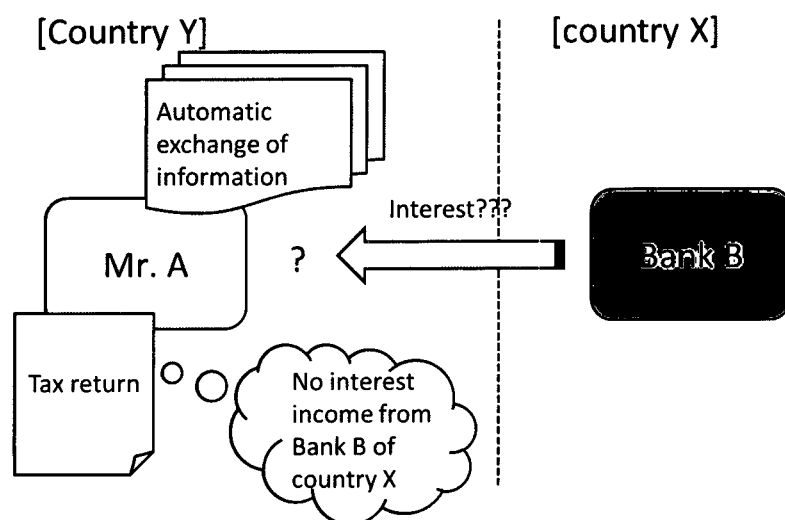 [Country Y]
[country X]
Automatic
exchange of
information
Interest???
Mr. A
?
Bank B
Tax return
No interest
income from
Bank B of
country X